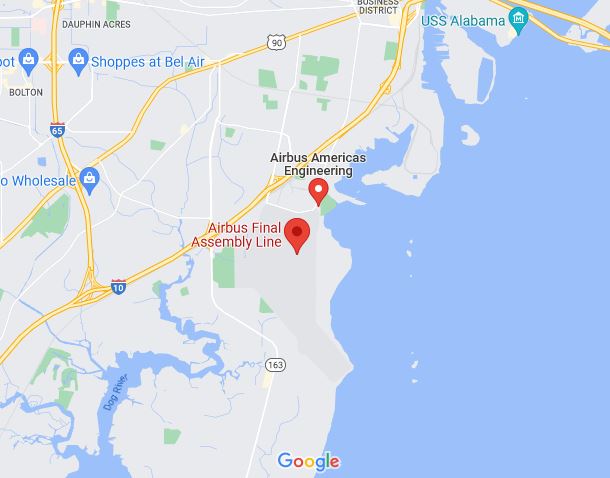 BUSINESS
DISTRICT
USS Alabama
DAUPHIN ACRES
90
Shoppes at Bel Air
BOLTON
65
Wholesale
Airbus Americas
Engineering
Airbus Final
Assembly Line
10
163
Dog River
Google